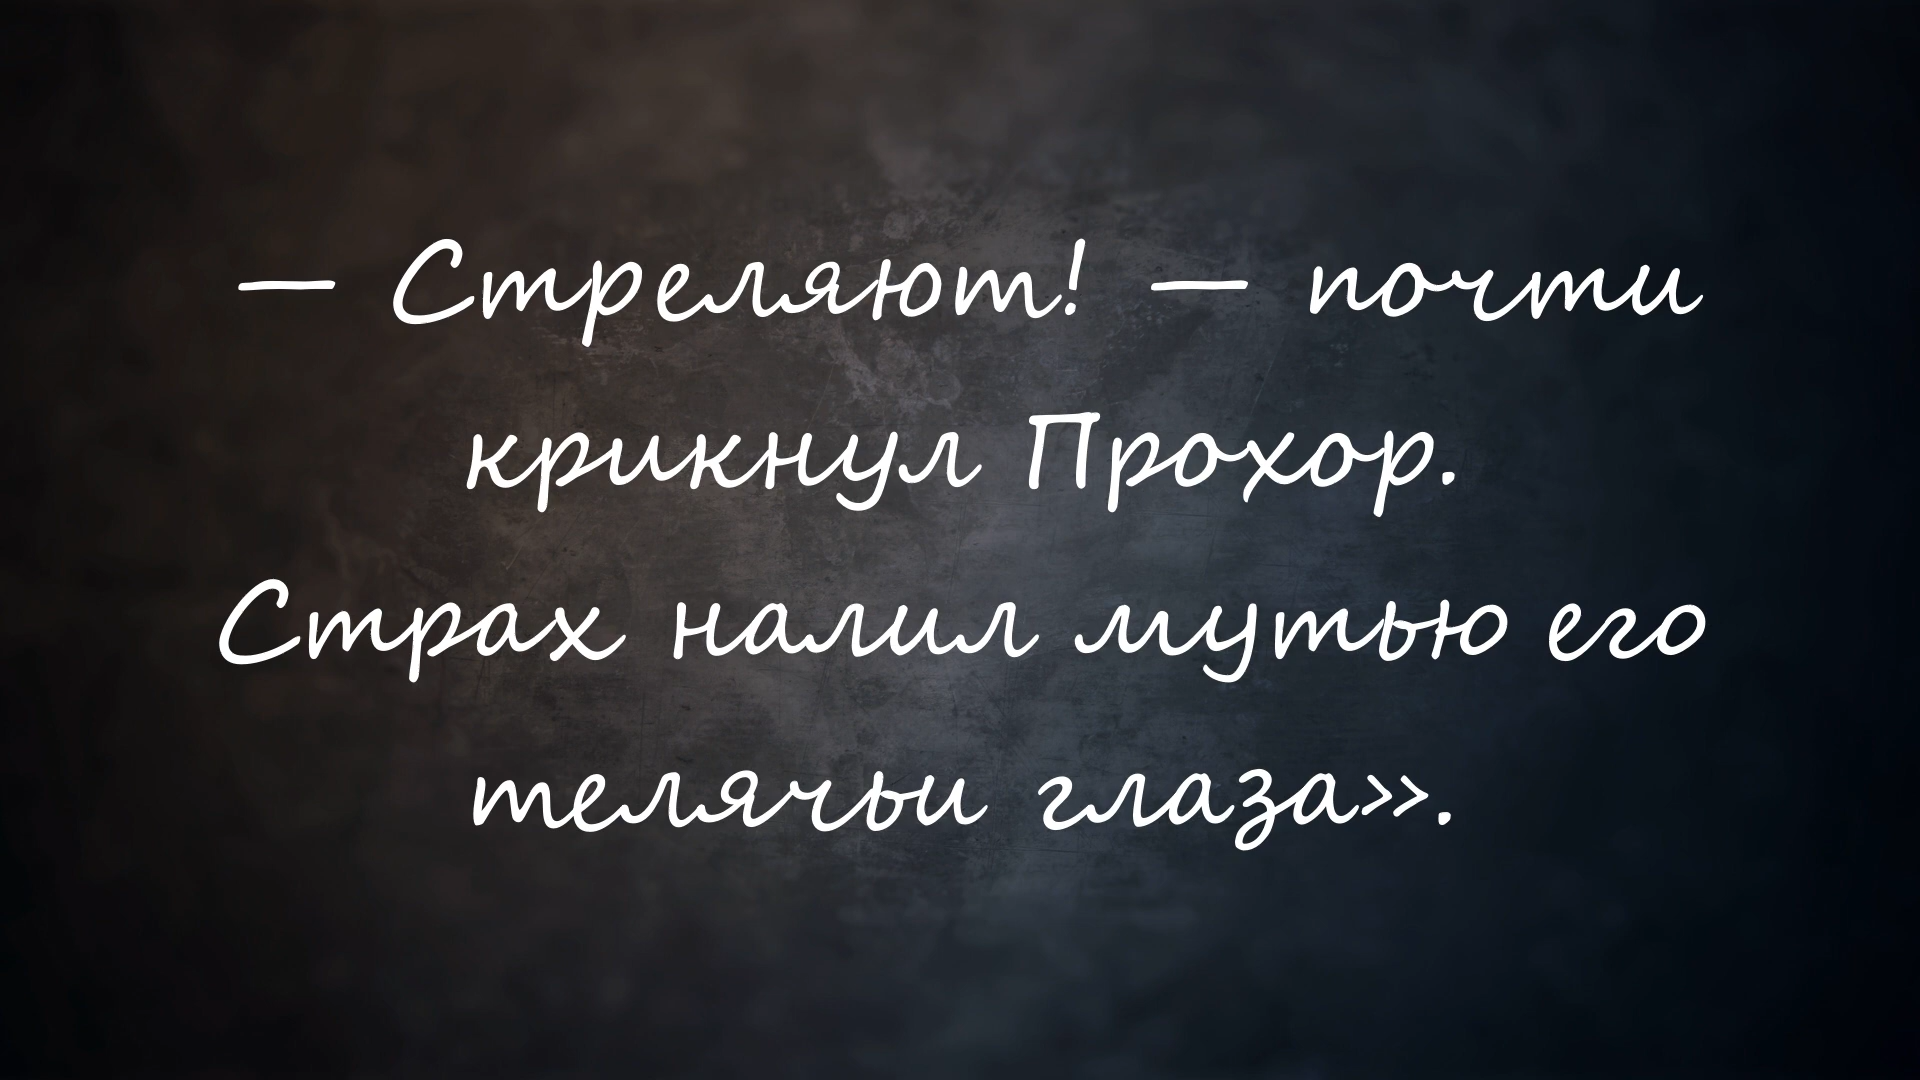 — Стреляют! — почти
крикнул Прохор.
Страх налил мутью его
телячьи глаза».